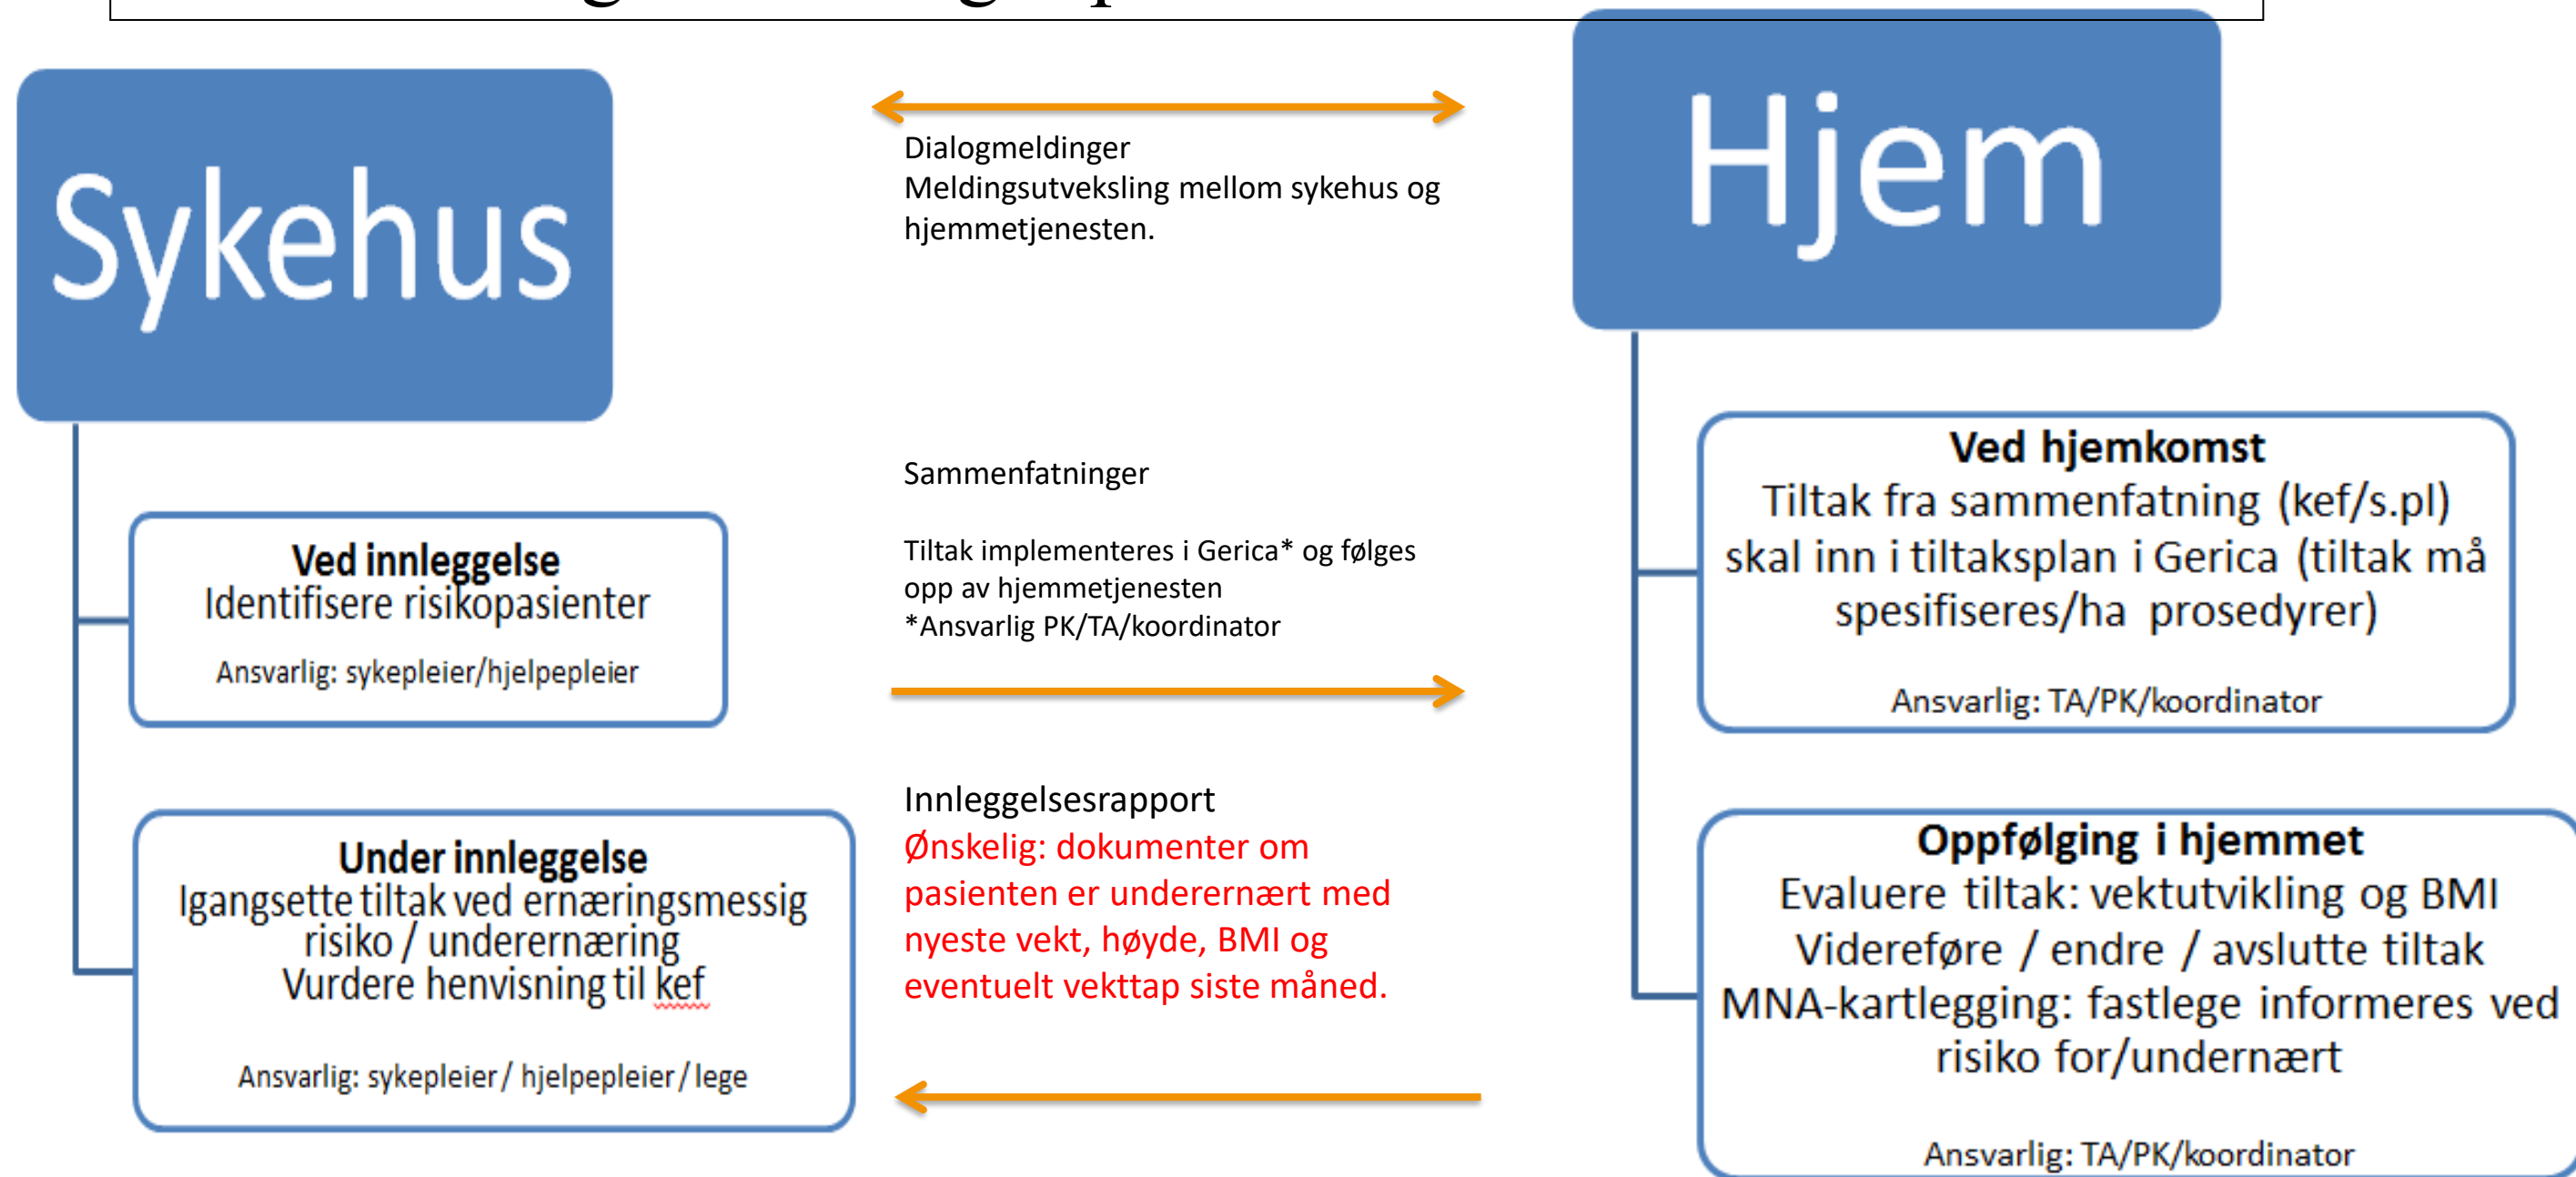 Sykehus
Ved innleggelse
Identifisere risikopasienter
Ansvarlig: sykepleier/hjelpepleier
Under innleggelse
Igangsette tiltak ved ernæringsmessig
risiko / underernæring
Vurdere henvisning til kef
Ansvarlig: sykepleier / hjelpepleier / lege
Dialogmeldinger
Meldingsutveksling mellom sykehus og
hjemmetjenesten.
Sammenfatninger
Tiltak implementeres i Gerica* og følges
opp av hjemmetjenesten
*Ansvarlig PK/TA/koordinator
Innleggelsesrapport
Ønskelig: dokumenter om
pasienten er underernært med
nyeste vekt, høyde, BMI og
eventuelt vekttap siste måned.
Hjem
Ved hjemkomst
Tiltak fra sammenfatning (kef/s.pl)
skal inn i tiltaksplan i Gerica (tiltak må
spesifiseres/ha prosedyrer)
Ansvarlig: TA/PK/koordinator
Oppfølging i hjemmet
Evaluere tiltak: vektutvikling og BMI
Videreføre / endre / avslutte tiltak
MNA-kartlegging: fastlege informeres ved
risiko for/undernært
Ansvarlig: TA/PK/koordinator